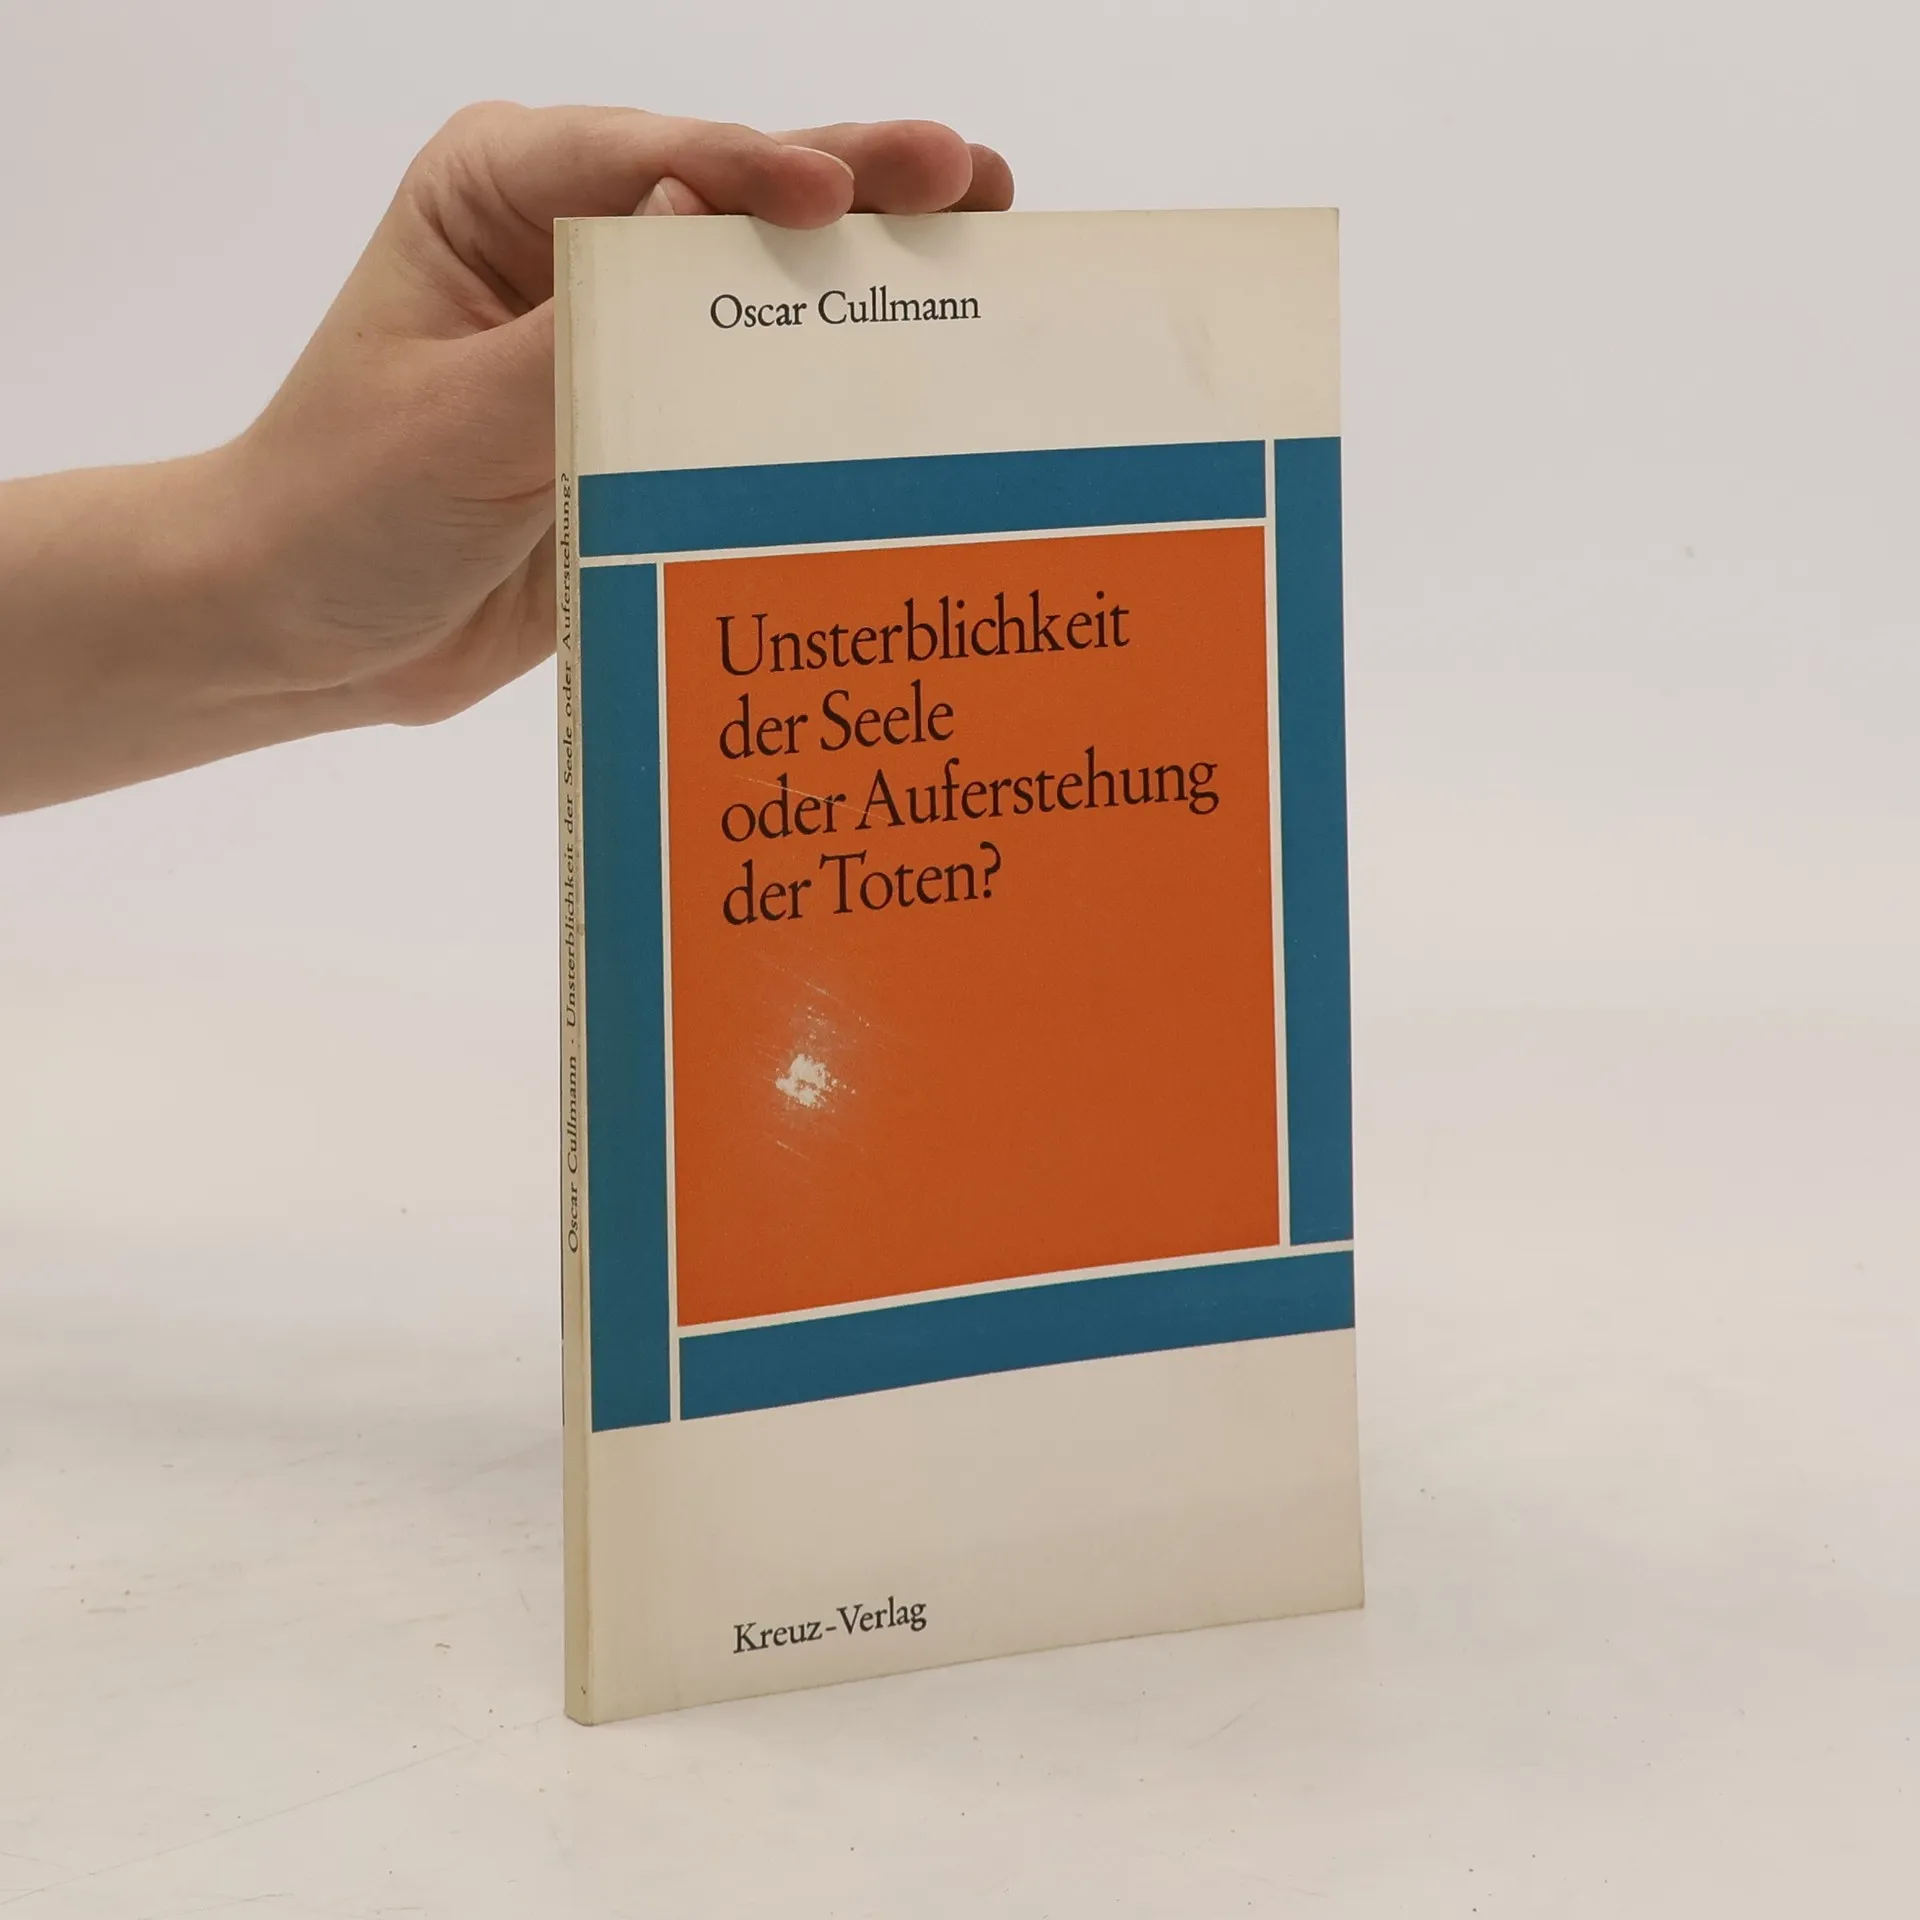 Oscar Cullmann
Unsterblichkeit
der Seele
oder Auferstehung
der Toten?
Kreuz-Verlag
Oscar Cullmann · Unsterblichkeit der Seele oder Auferstehung?